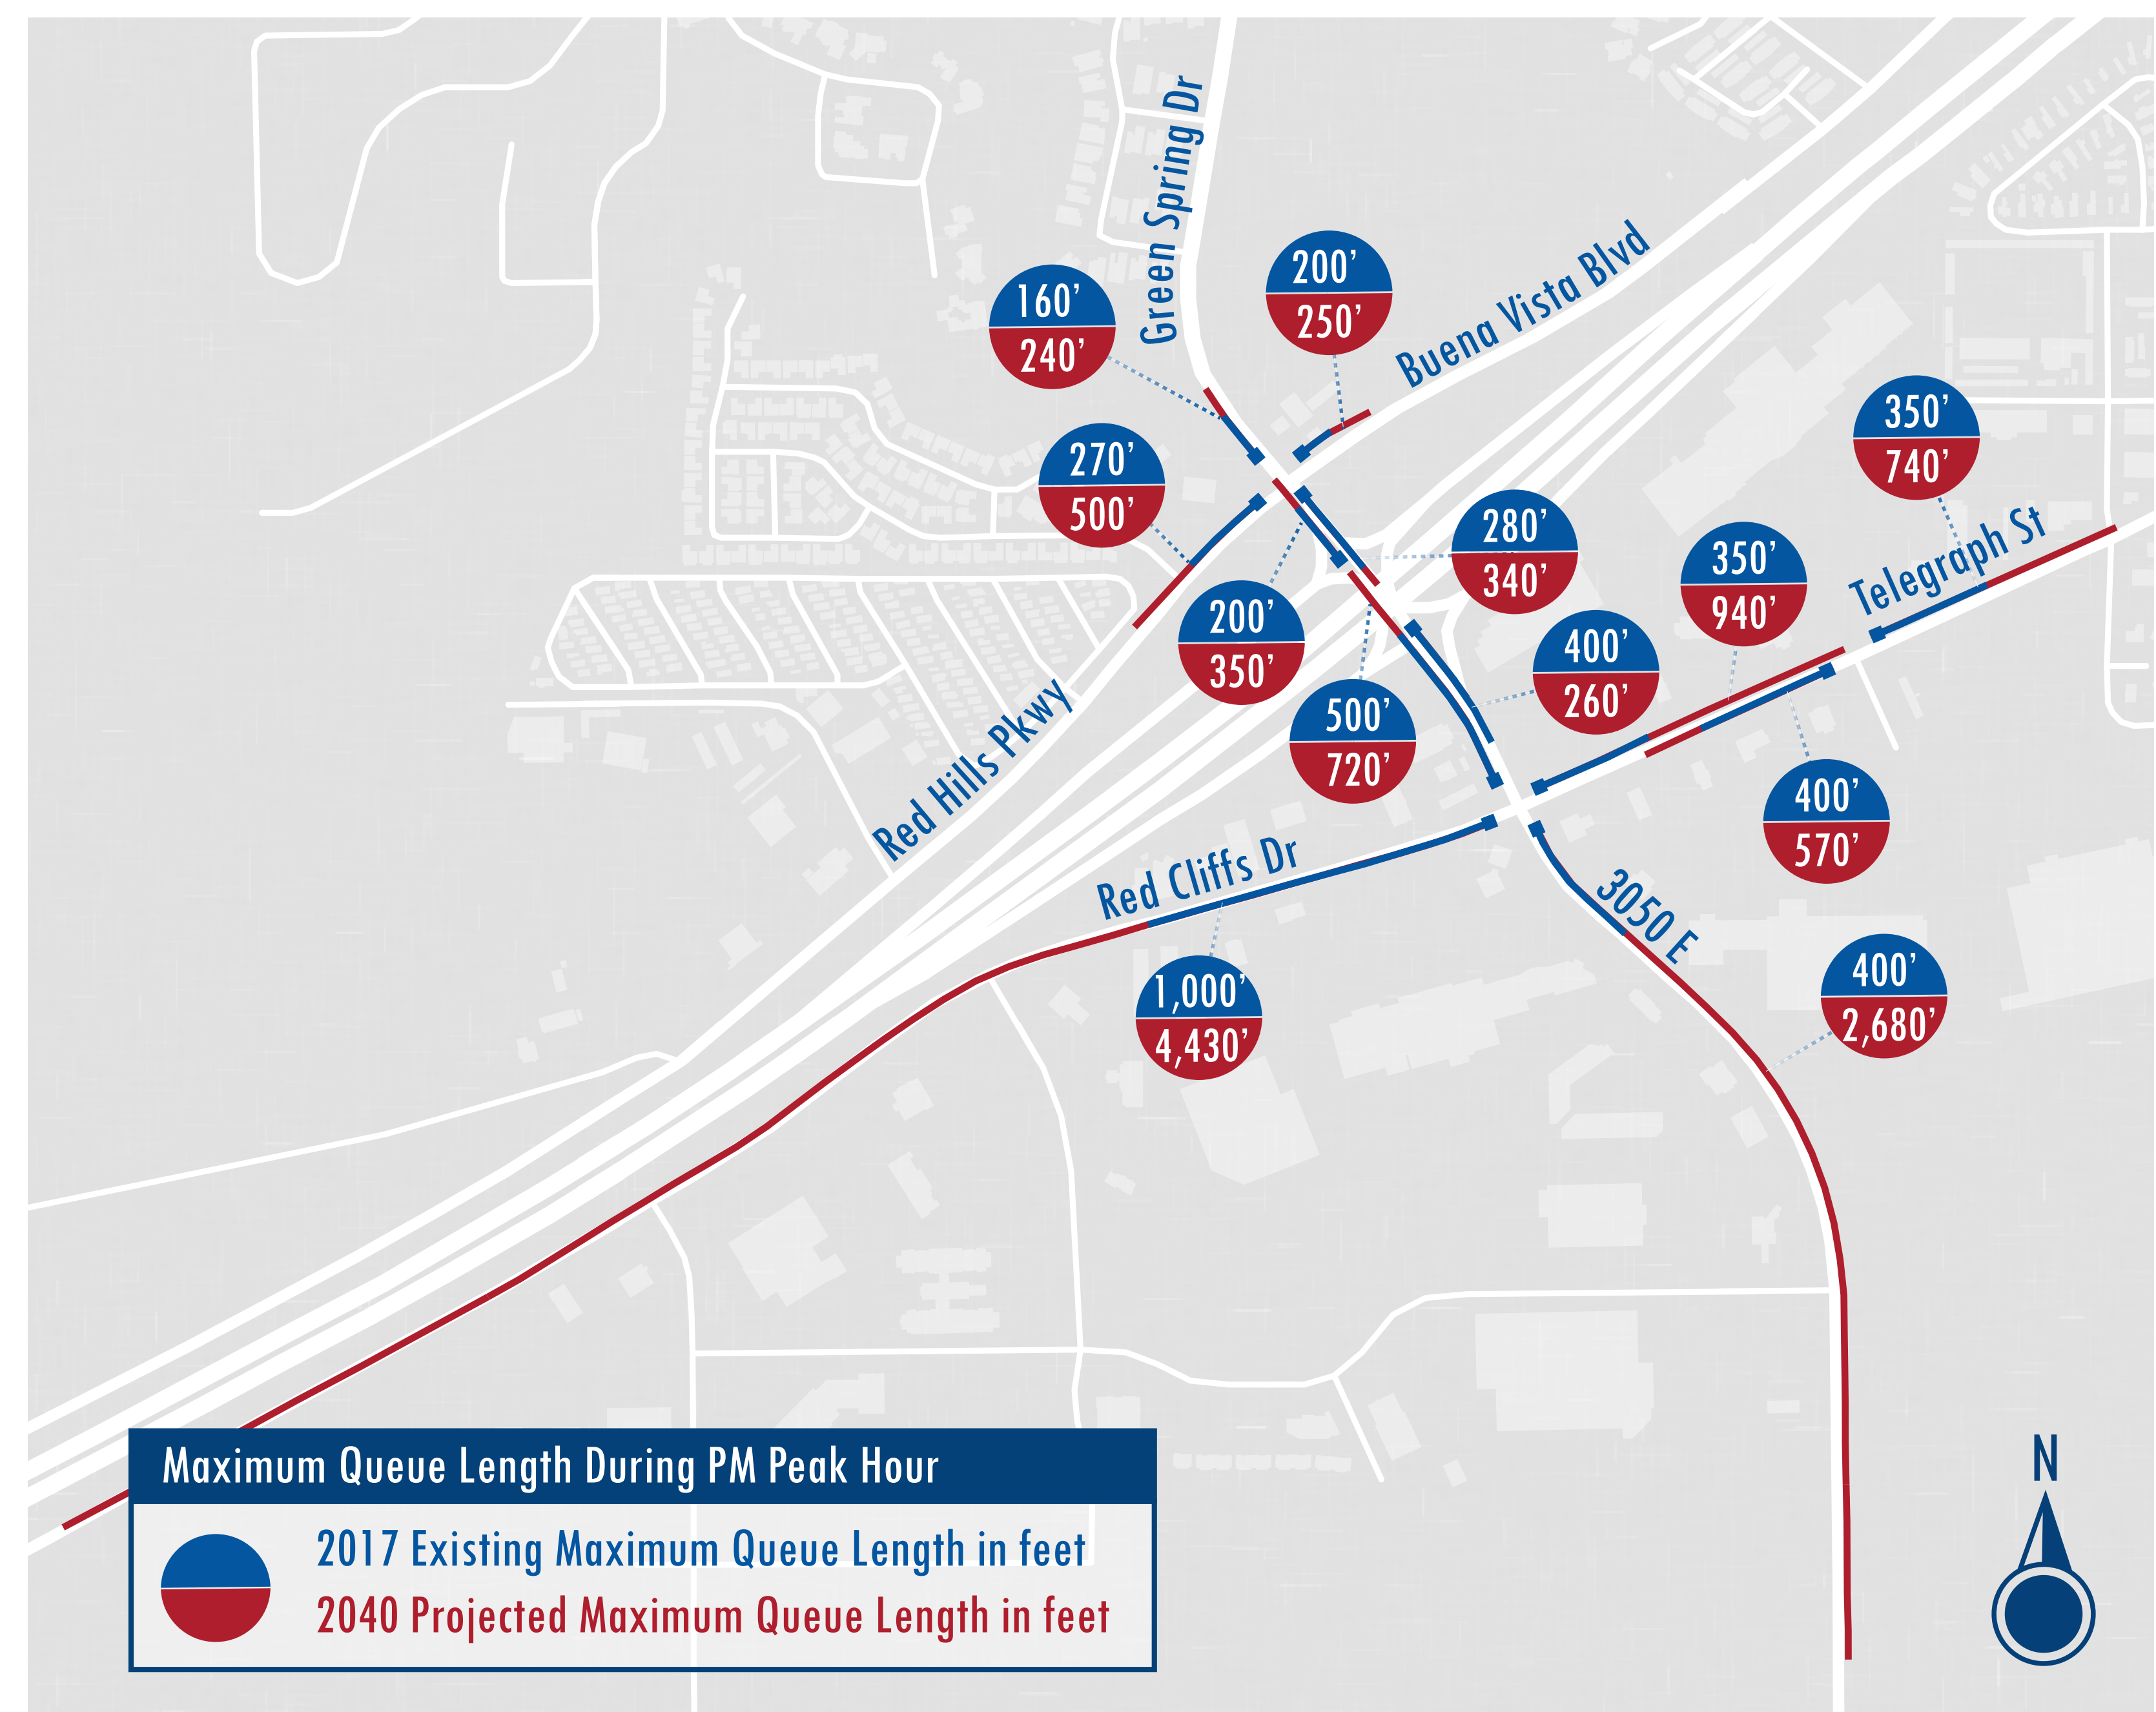 Green Spring Dr
200'
250'
160'
240'
Buena Vista Blvd
350'
740'
270'
500'
280'
340'
350'
940'
Telegraph St
200'
350'
400'
260'
500'
720'
Red Hills Pkwy
400'
570'
Red Cliffs Dr
3050 E
400'
2,680'
1,000'
4,430'
N
Maximum Queue Length During PM Peak Hour
2017 Existing Maximum Queue Length in feet
2040 Projected Maximum Queue Length in feet